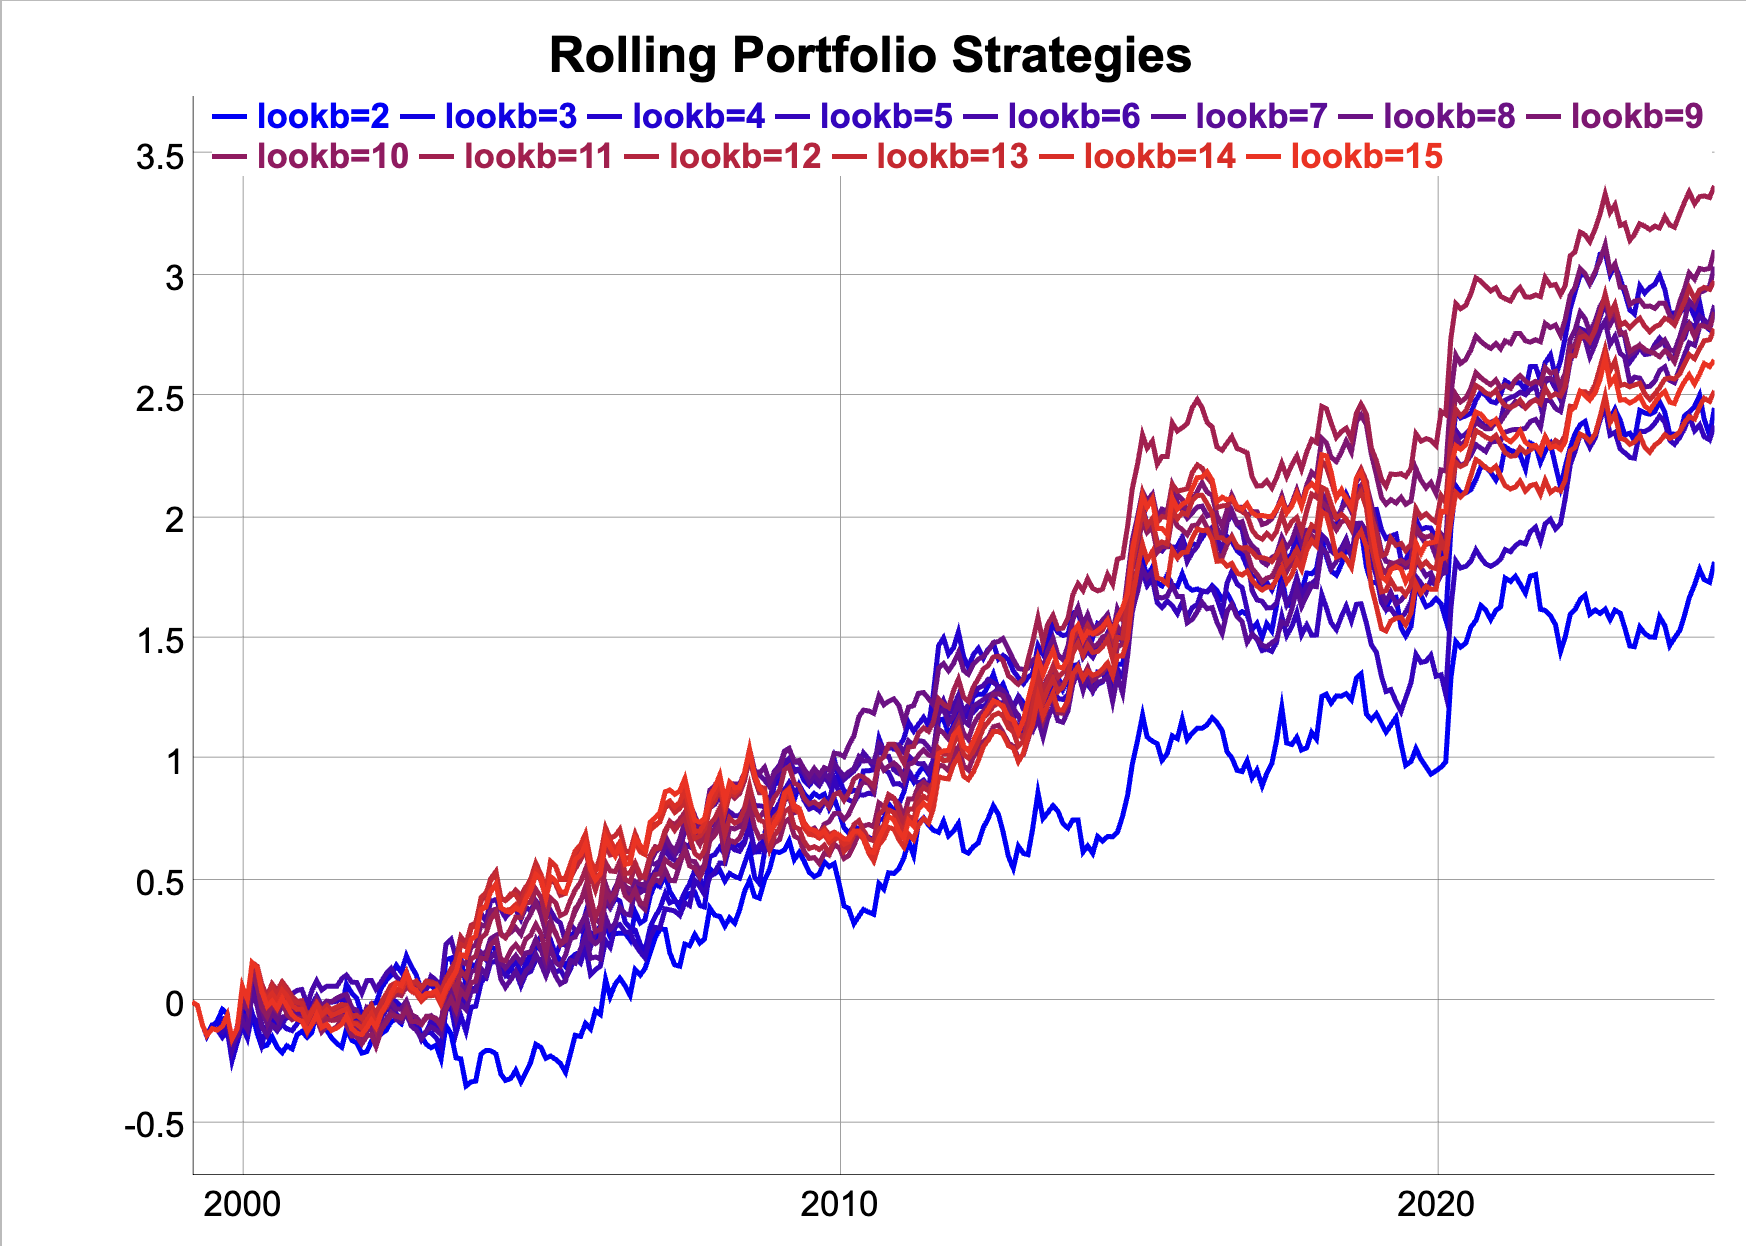 Rolling Portfolio Strategies
lookb=2 lookb=3 lookb=4 lookb=5 lookb=6 lookb=7 lookb=8 lookb=9
lookb=10 lookb=11 lookb=12 lookb=13 lookb=14 lookb=15
3.5
3
2.5
2
1.5
1
0.5
0
-0.5
2000 2010 2020